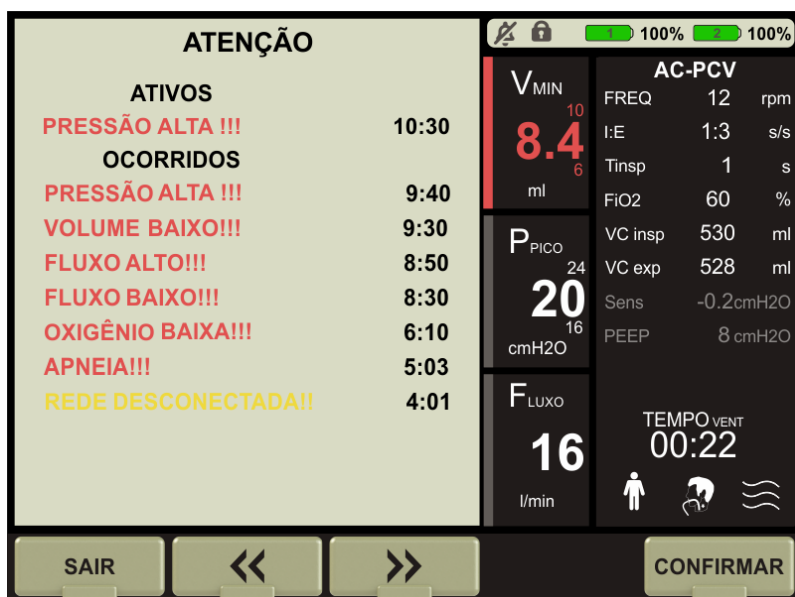 ATENÇÃO
ATIVOS
PRESSÃO ALTA !!! 10:30
OCORRIDOS
PRESSÃO ALTA !!! 9:40
VOLUME BAIXO!!! 9:30
FLUXO ALTO!!! 8:50
FLUXO BAIXO!!! 8:30
OXIGÊNIO BAIXA!!! 6:10
APNEIA!!! 5:03
REDE DESCONECTADA!! 4:01
1 100% 2 100%
VMIN
10
8.4
6
ml
PPICO
24
20
16
cmH2O
FLUXO
16
l/min
AC-PCV
FREQ 12 rpm
I:E 1:3 s/s
Tinsp 1 s
FiO2 60 %
VC insp 530 ml
VC exp 528 ml
Sens -0.2cmH2O
PEEP 8 cmH2O
TEMPO VENT
00:22
SAIR << >> CONFIRMAR